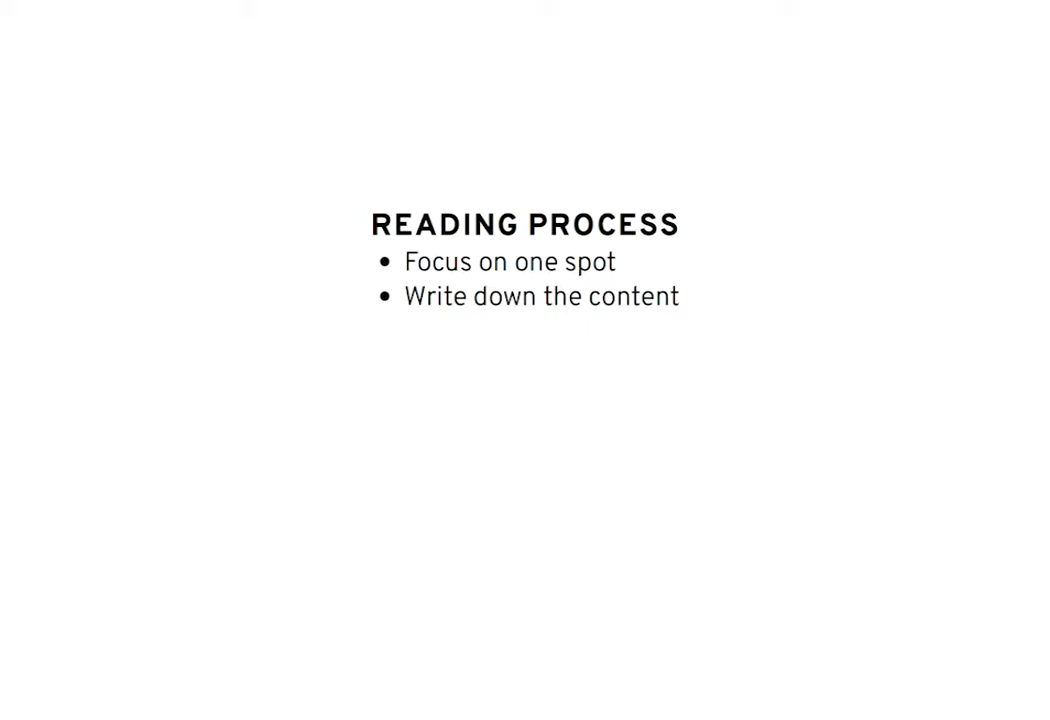 READING PROCESS
• Focus on one spot
• Write down the content